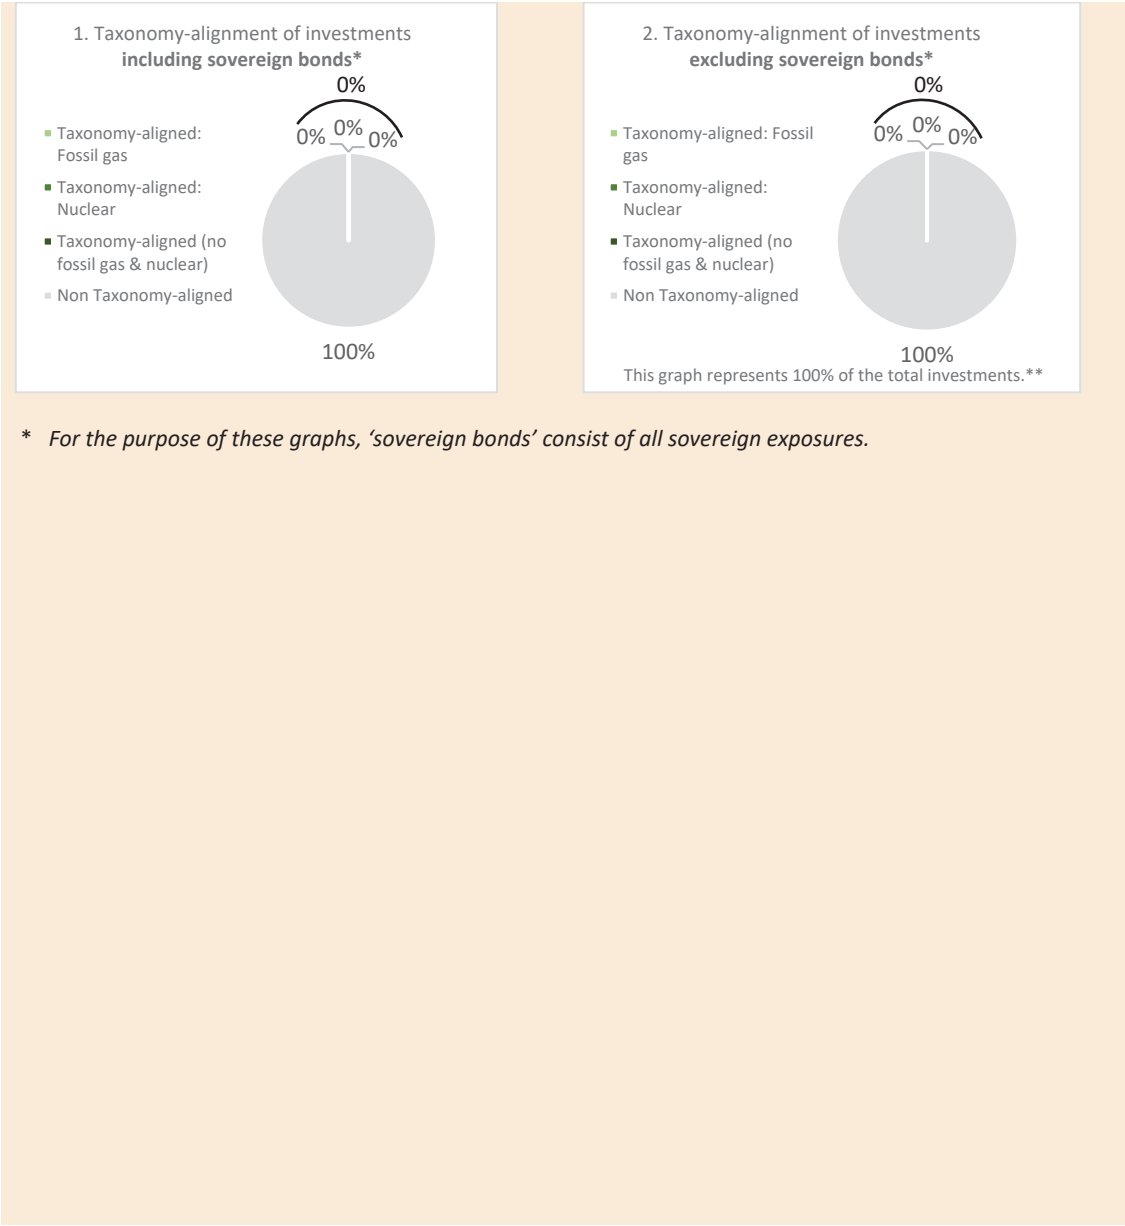 1. Taxonomy-alignment of investments
including sovereign bonds*
0%
0% 0% 0%
Taxonomy-aligned:
Fossil gas
Taxonomy-aligned:
Nuclear
Taxonomy-aligned (no
fossil gas & nuclear)
Non Taxonomy-aligned
100%
2. Taxonomy-alignment of investments
excluding sovereign bonds*
0%
0% 0% 0%
Taxonomy-aligned: Fossil
gas
Taxonomy-aligned:
Nuclear
Taxonomy-aligned (no
fossil gas & nuclear)
Non Taxonomy-aligned
100%
This graph represents 100% of the total investments.**
* For the purpose of these graphs, ‘sovereign bonds’ consist of all sovereign exposures.